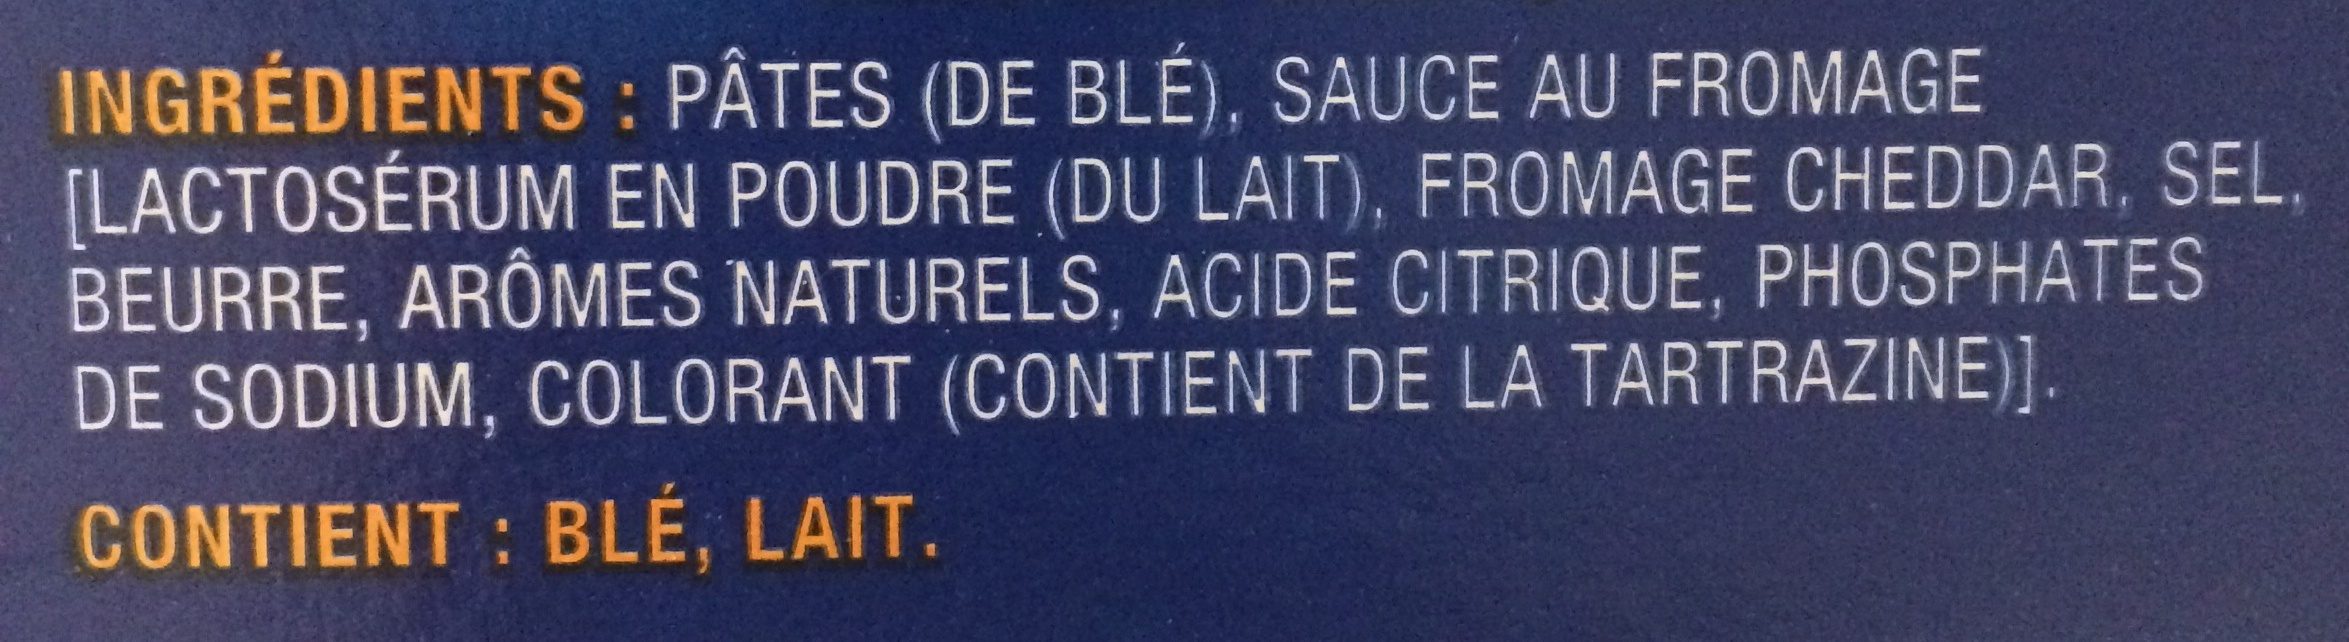 INGRÉDIENTS : PÂTES (DE BLÉ), SAUCE AU FROMAGE
[LACTOSÉRUM EN POUDRE (DU LAIT), FROMAGE CHEDDAR, SEL,
BEURRE, ARÔMES NATURELS, ACIDE CITRIQUE, PHOSPHATES
DE SODIUM, COLORANT (CONTIENT DE LA TARTRAZINE)].
CONTIENT : BLÉ, LAIT.